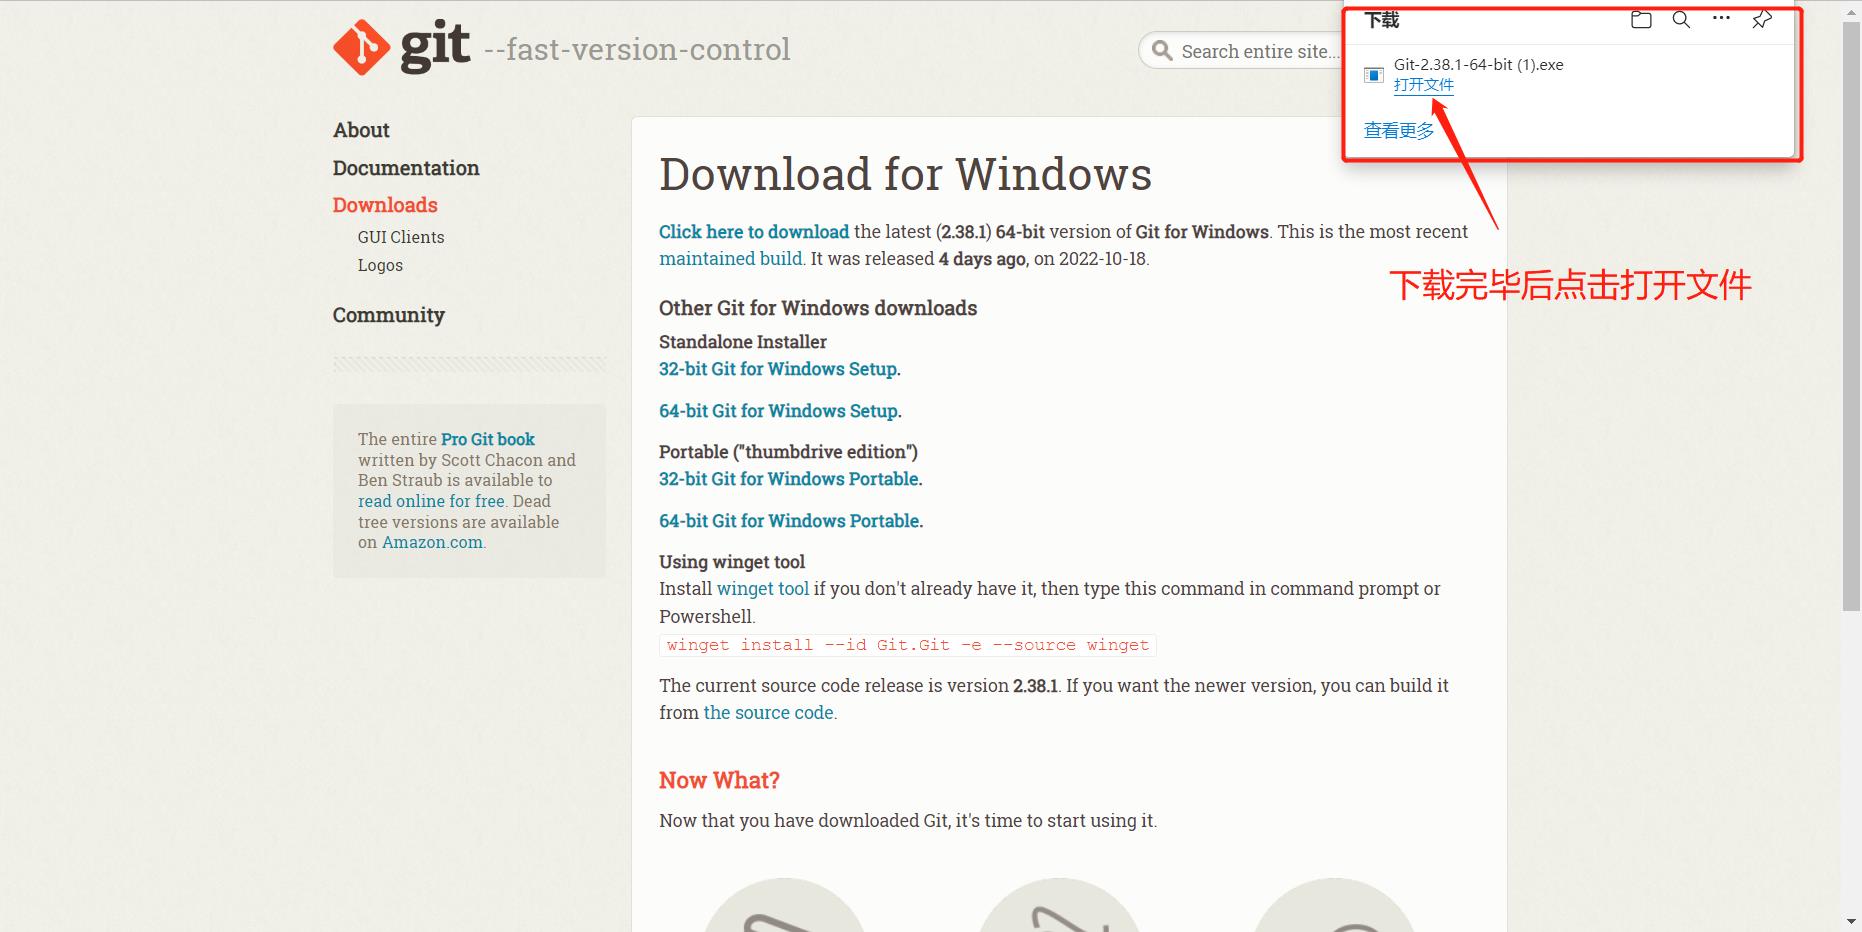 git --fast-version-control
Search entire site...
下载
Git-2.38.1-64-bit (1).exe
打开文件
查看更多
下载完毕后点击打开文件
About
Documentation
Downloads
GUI Clients
Logos
Community
The entire Pro Git book
written by Scott Chacon and
Ben Straub is available to
read online for free. Dead
tree versions are available
on Amazon.com.
Download for Windows
Click here to download the latest (2.38.1) 64-bit version of Git for Windows. This is the most recent
maintained build. It was released 4 days ago, on 2022-10-18.
Other Git for Windows downloads
Standalone Installer
32-bit Git for Windows Setup.
64-bit Git for Windows Setup.
Portable ("thumbdrive edition")
32-bit Git for Windows Portable.
64-bit Git for Windows Portable.
Using winget tool
Install winget tool if you don't already have it, then type this command in command prompt or
Powershell.
winget install --id Git.Git -e --source winget
The current source code release is version 2.38.1. If you want the newer version, you can build it
from the source code.
Now What?
Now that you have downloaded Git, it's time to start using it.